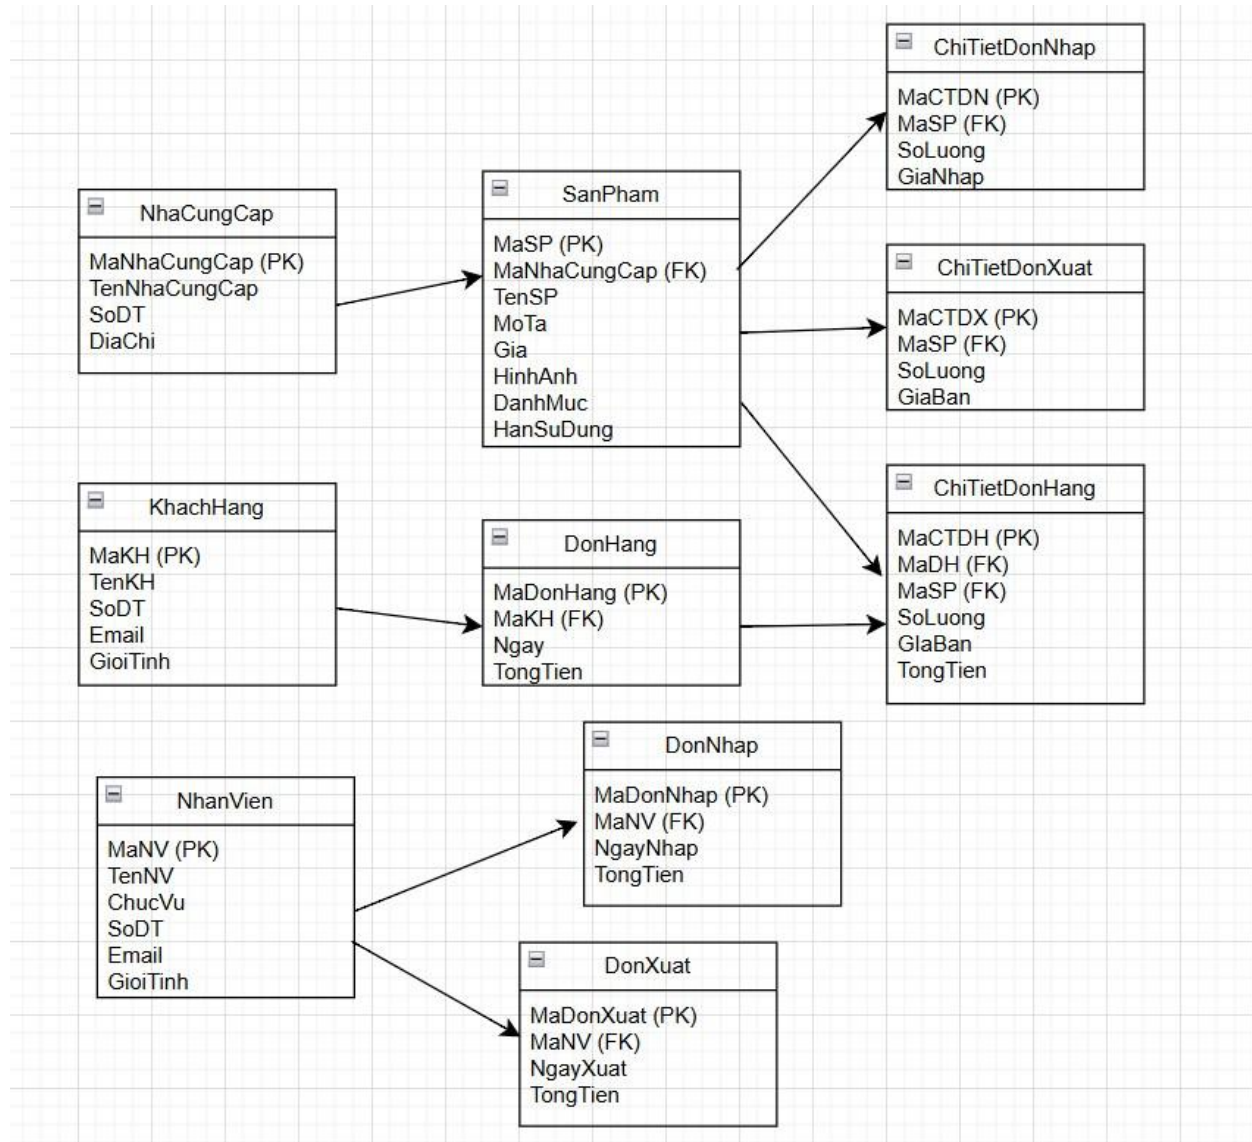 ChiTietDonNhap
MaCTDN (PK)
MaSP (FK)
SoLuong
GiaNhap
NhaCungCap
MaNhaCungCap (PK)
TenNhaCungCap
SoDT
DiaChi
SanPham
MaSP (PK)
MaNhaCungCap (FK)
TenSP
MoTa
Gia
HinhAnh
DanhMuc
HanSuDung
ChiTietDonXuat
MaCTDX (PK)
MaSP (FK)
SoLuong
GiaBan
KhachHang
MaKH (PK)
TenKH
SoDT
Email
GioiTinh
DonHang
MaDonHang (PK)
MaKH (FK)
Ngay
TongTien
ChiTietDonHang
MaCTDH (PK)
MaDH (FK)
MaSP (FK)
SoLuong
GIaBan
TongTien
NhanVien
MaNV (PK)
TenNV
ChucVu
SoDT
Email
GioiTinh
DonNhap
MaDonNhap (PK)
MaNV (FK)
NgayNhap
TongTien
DonXuat
MaDonXuat (PK)
MaNV (FK)
NgayXuat
TongTien